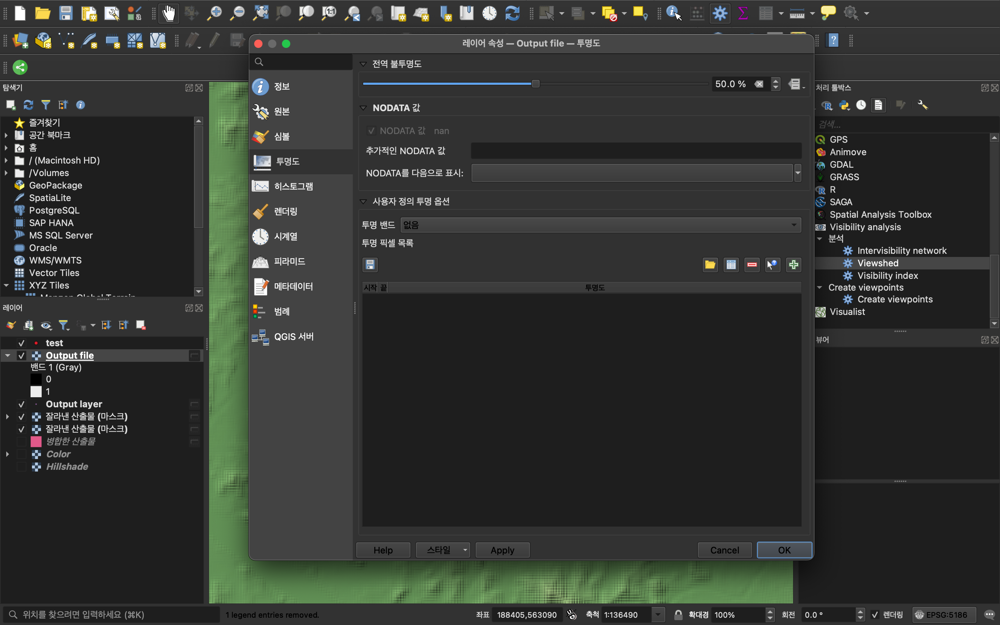 레이어 속성 — Output file — 투명도
탐색기
즐겨찾기
공간 북마크
홈
/ (Macintosh HD)
/Volumes
GeoPackage
SpatiaLite
PostgreSQL
SAP HANA
MS SQL Server
Oracle
WMS/WMTS
Vector Tiles
XYZ Tiles
레이어
test
Output file
밴드 1 (Gray)
0
1
Output layer
잘라낸 산출물 (마스크)
잘라낸 산출물 (마스크)
병합한 산출물
Color
Hillshade
정보
원본
심볼
투명도
히스토그램
렌더링
시계열
피라미드
메타데이터
범례
QGIS 서버
전역 불투명도
50.0 %
NODATA 값
NODATA 값 nan
추가적인 NODATA 값
NODATA를 다음으로 표시:
사용자 정의 투명 옵션
투명 밴드 없음
투명 픽셀 목록
시작 끝 투명도
Help 스타일 Apply Cancel OK
처리 툴박스
검색...
GPS
Animove
GDAL
GRASS
R
SAGA
Spatial Analysis Toolbox
Visibility analysis
분석
Intervisibility network
Viewshed
Visibility index
Create viewpoints
Create viewpoints
Visualist
뷰어
위치를 찾으려면 입력하세요 (⌘K) 1 legend entries removed. 좌표 188405,563090 축척 1:136490 확대경 100% 회전 0.0 ° 렌더링 EPSG:5186